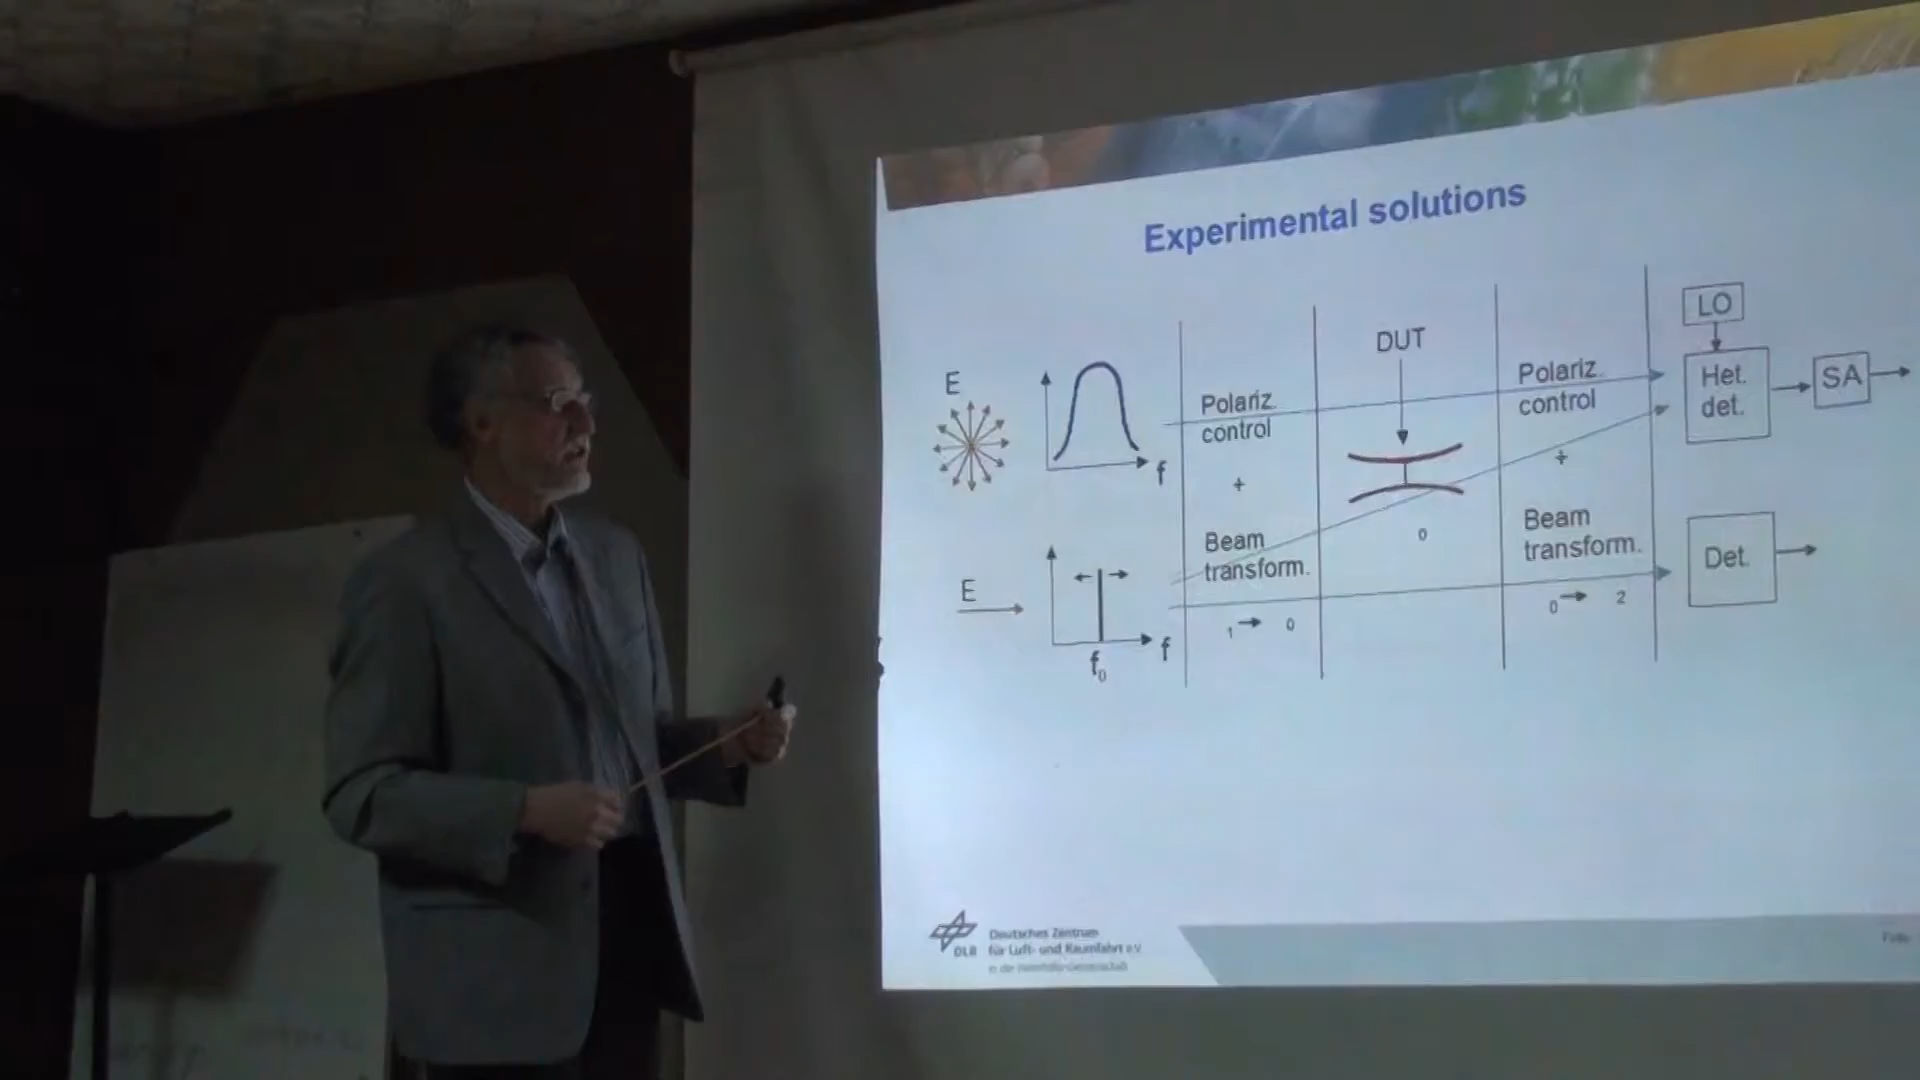 Experimental solutions
E
f
E
f
f0
Polariz.
control
+
Beam
transform.
1 → 0
DUT
0
Polariz.
control
+
Beam
transform.
0 → 2
LO
Het.
det.
SA
Det.
DLR
Deutsches Zentrum
für Luft- und Raumfahrt e.V.
in der Helmholtz-Gemeinschaft